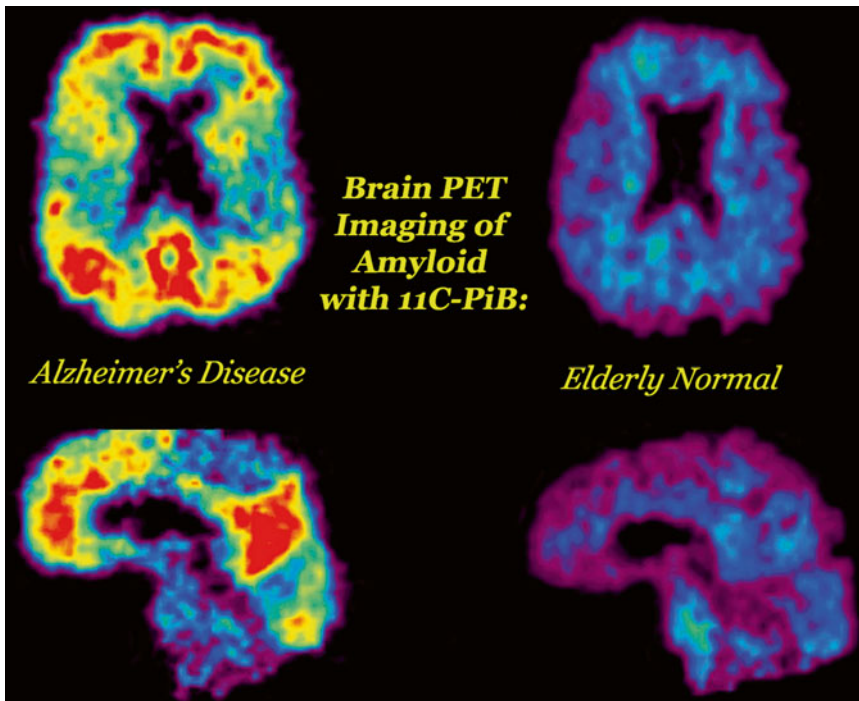 Brain PET
Imaging of
Amyloid
with 11C-PiB:
Alzheimer's Disease
Elderly Normal